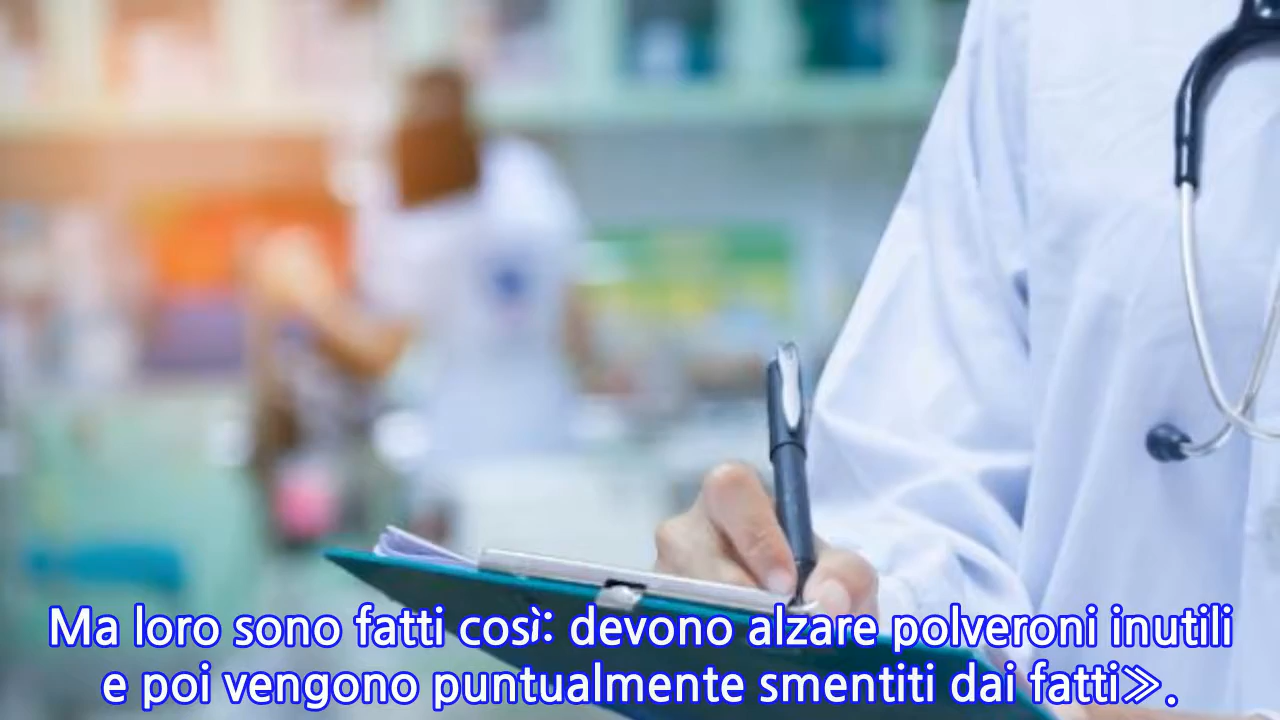 Ma loro sono fatti così: devono alzare polveroni inutili
e poi vengono puntualmente smentiti dai fatti».